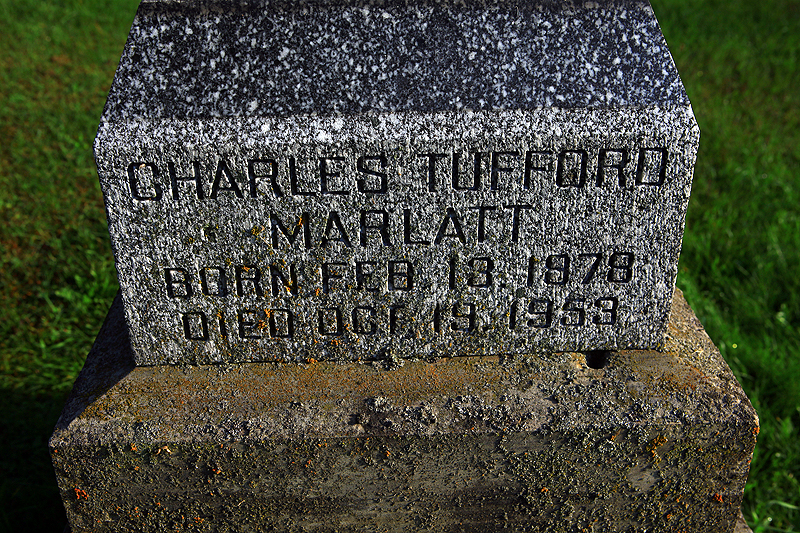 CHARLES TUFFORD
MARLATT
BORN FEB. 13. 1878
DIED OCT. 19. 1953